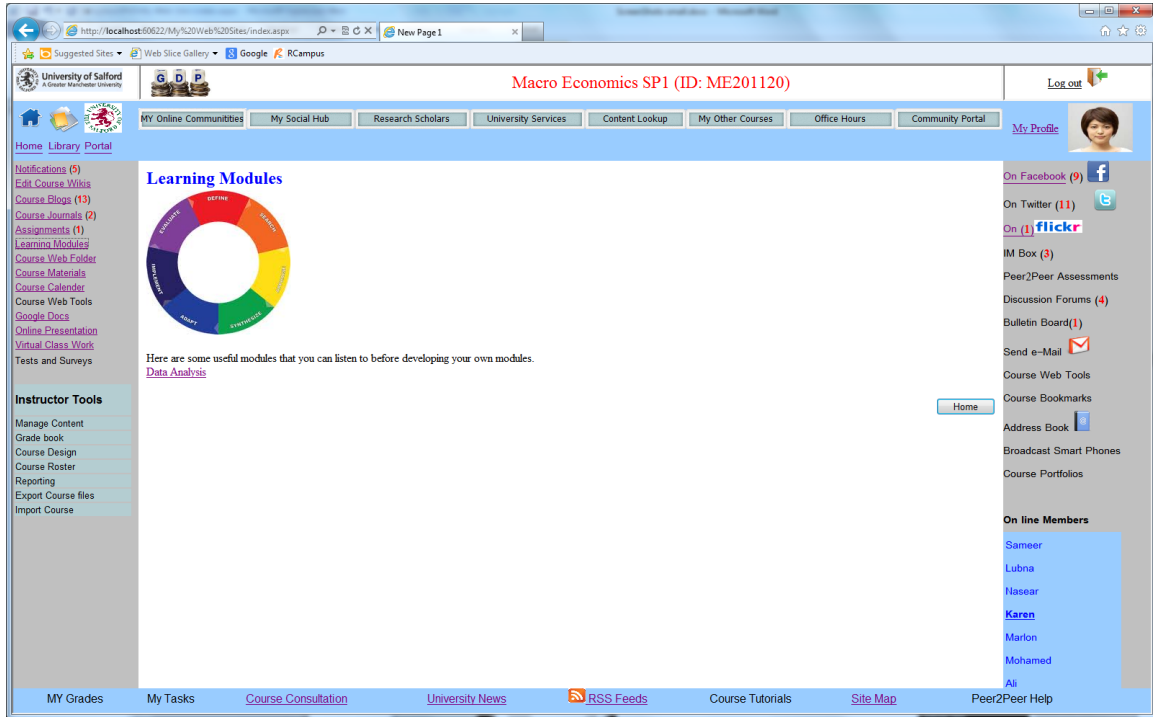 http://localhost:60622/My%20Web%20Sites/index.aspx
New Page 1
Suggested Sites
Web Slice Gallery
Google
RCampus
University of Salford
A Greater Manchester University
G D P
Macro Economics SP1 (ID: ME201120)
Log out
MY Online Communitities
My Social Hub
Research Scholars
University Services
Content Lookup
My Other Courses
Office Hours
Community Portal
My Profile
Home Library Portal
Notifications (5)
Edit Course Wikis
Course Blogs (13)
Course Journals (2)
Assignments (1)
Learning Modules
Course Web Folder
Course Materials
Course Calender
Course Web Tools
Google Docs
Online Presentation
Virtual Class Work
Tests and Surveys
Instructor Tools
Manage Content
Grade book
Course Design
Course Roster
Reporting
Export Course files
Import Course
Learning Modules
DEFINE
SEARCH
SYNTHESIZE
ADAPT
IMPLEMENT
EVALUATE
Here are some useful modules that you can listen to before developing your own modules.
Data Analysis
Home
On Facebook (9)
On Twitter (11)
On (1) flickr
IM Box (3)
Peer2Peer Assessments
Discussion Forums (4)
Bulletin Board(1)
Send e-Mail
Course Web Tools
Course Bookmarks
Address Book
Broadcast Smart Phones
Course Portfolios
On line Members
Sameer
Lubna
Nasear
Karen
Marlon
Mohamed
Ali
MY Grades
My Tasks
Course Consultation
University News
RSS Feeds
Course Tutorials
Site Map
Peer2Peer Help